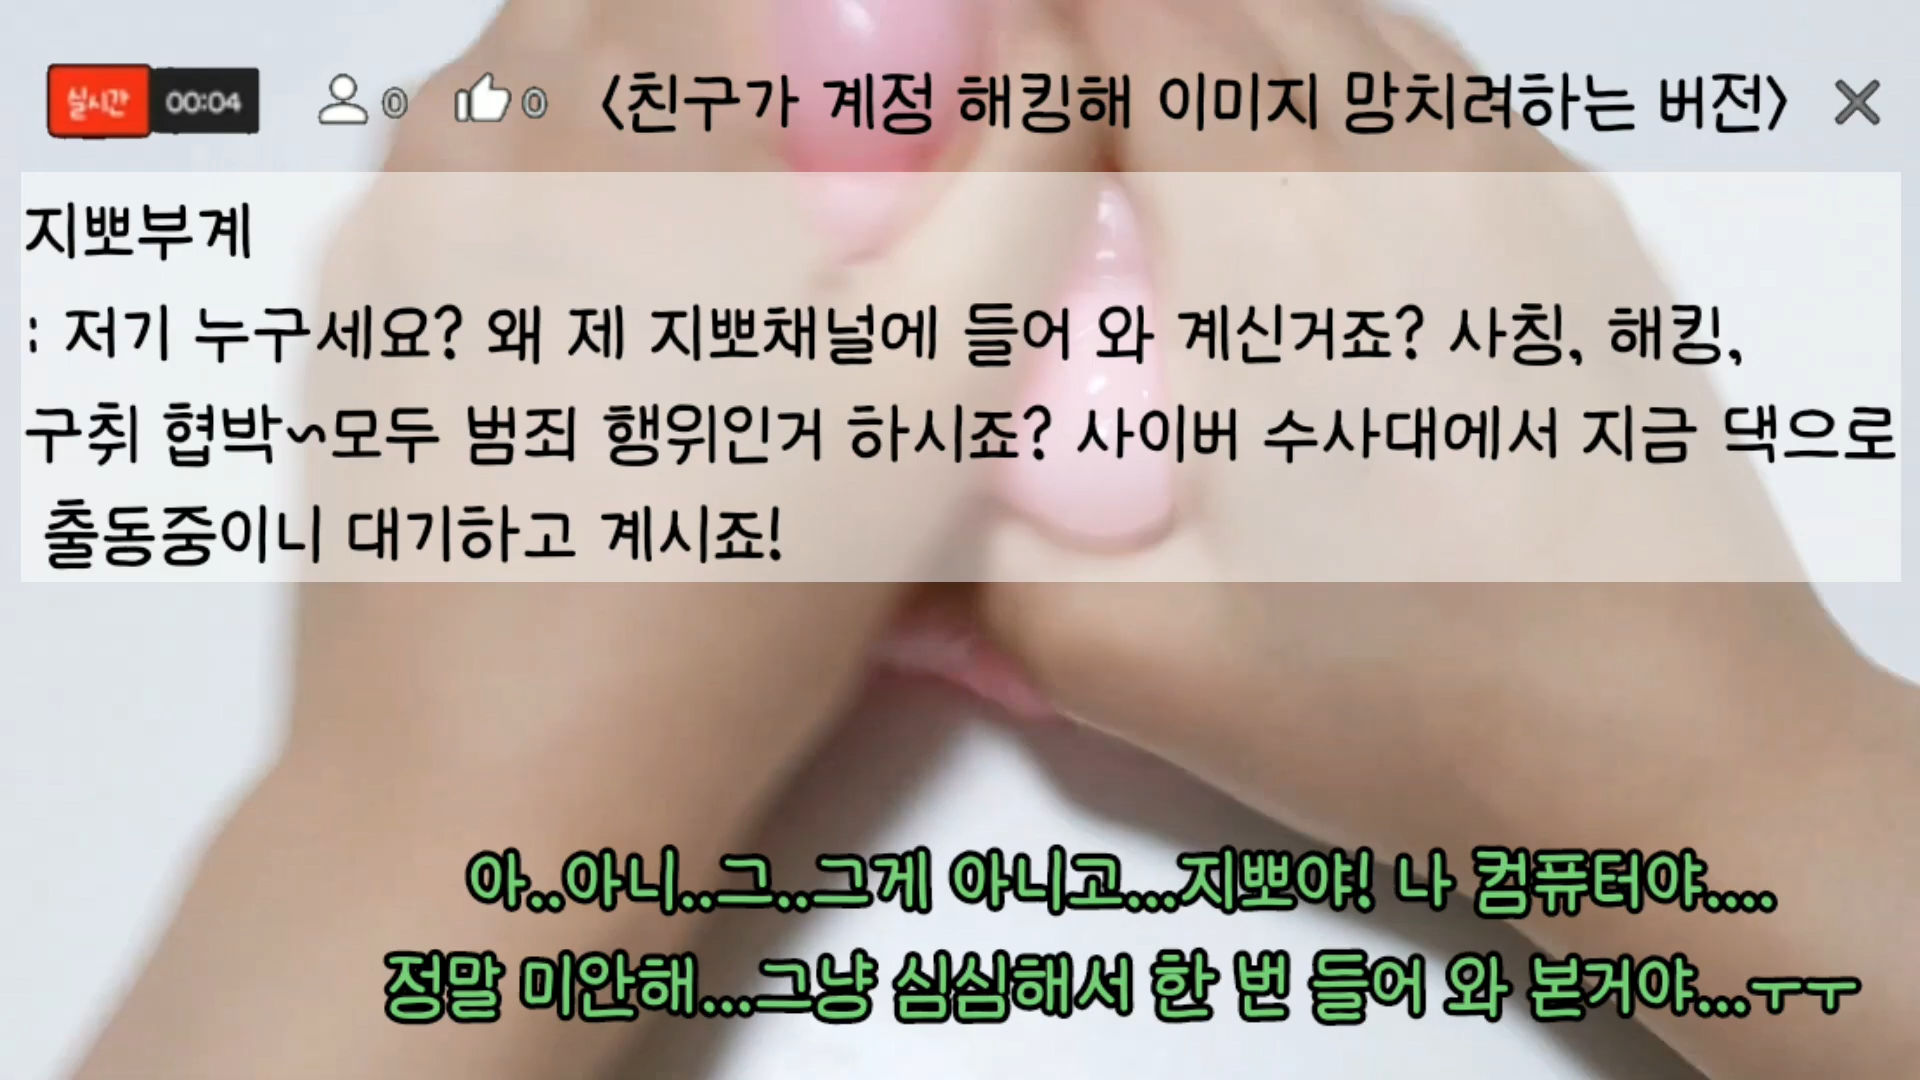 실시간 00:04 0 0 <친구가 계정 해킹해 이미지 망치려하는 버전>
지뽀부계
: 저기 누구세요? 왜 제 지뽀채널에 들어 와 계신거죠? 사칭, 해킹,
구취 협박~모두 범죄 행위인거 하시죠? 사이버 수사대에서 지금 댁으로
출동중이니 대기하고 계시죠!
아..아니..그..그게 아니고...지뽀야! 나 컴퓨터야....
정말 미안해...그냥 심심해서 한 번 들어 와 본거야...ㅜㅜ